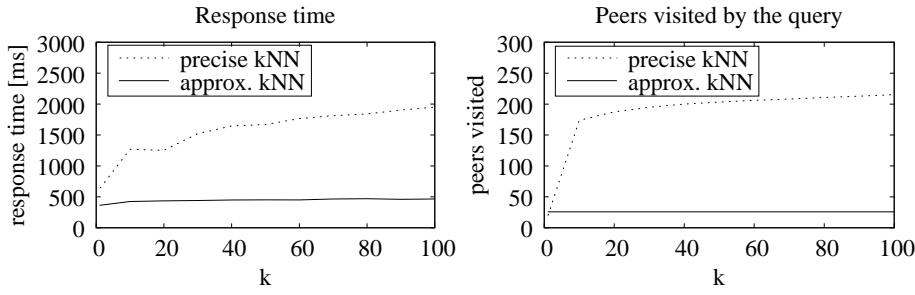 Response time
response time [ms]
3000
2500
2000
1500
1000
500
0
precise kNN
approx. kNN
0 20 40 60 80 100
k
Peers visited by the query
peers visited
300
250
200
150
100
50
0
precise kNN
approx. kNN
0 20 40 60 80 100
k